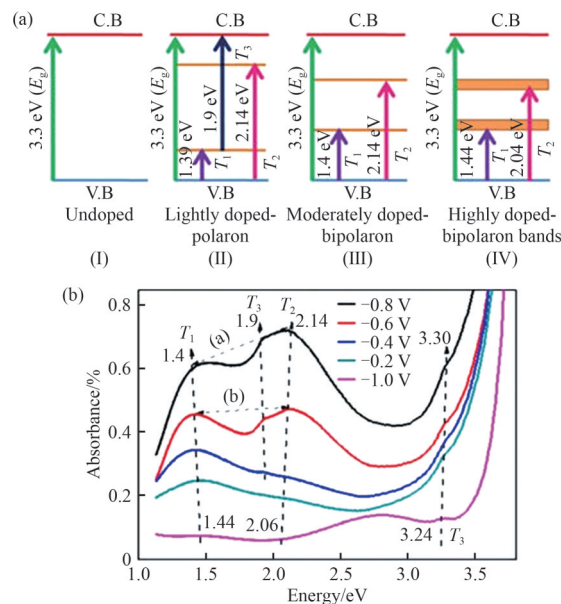 (a)
C.B
C.B
C.B
C.B
3.3 eV (Eg)
3.3 eV (Eg)
1.39 eV
T1
1.9 eV
T3
2.14 eV
T2
3.3 eV (Eg)
1.4 eV
T1
2.14 eV
3.3 eV (Eg)
1.44 eV
T1
2.04 eV
T2
V.B
V.B
V.B
V.B
Undoped
Lightly doped-
polaron
Moderately doped-
bipolaron
Highly doped-
bipolaron bands
(I)
(II)
(III)
(IV)
(b)
0.8
0.6
0.4
0.2
0
Absorbance/%
T1
1.4
(a)
T3
1.9
T2
2.14
(b)
−0.8 V
−0.6 V
−0.4 V
−0.2 V
−1.0 V
3.30
1.44
2.06
3.24
T3
1.0
1.5
2.0
2.5
3.0
3.5
Energy/eV